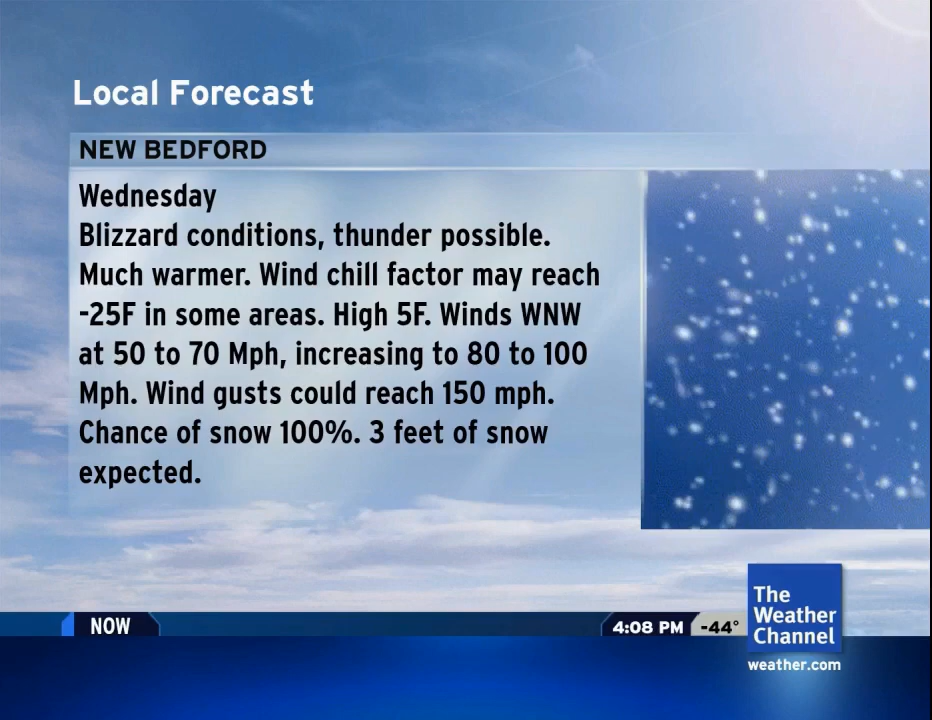 Local Forecast
NEW BEDFORD
Wednesday
Blizzard conditions, thunder possible.
Much warmer. Wind chill factor may reach
-25F in some areas. High 5F. Winds WNW
at 50 to 70 Mph, increasing to 80 to 100
Mph. Wind gusts could reach 150 mph.
Chance of snow 100%. 3 feet of snow
expected.
NOW
4:08 PM -44°
The
Weather
Channel
weather.com